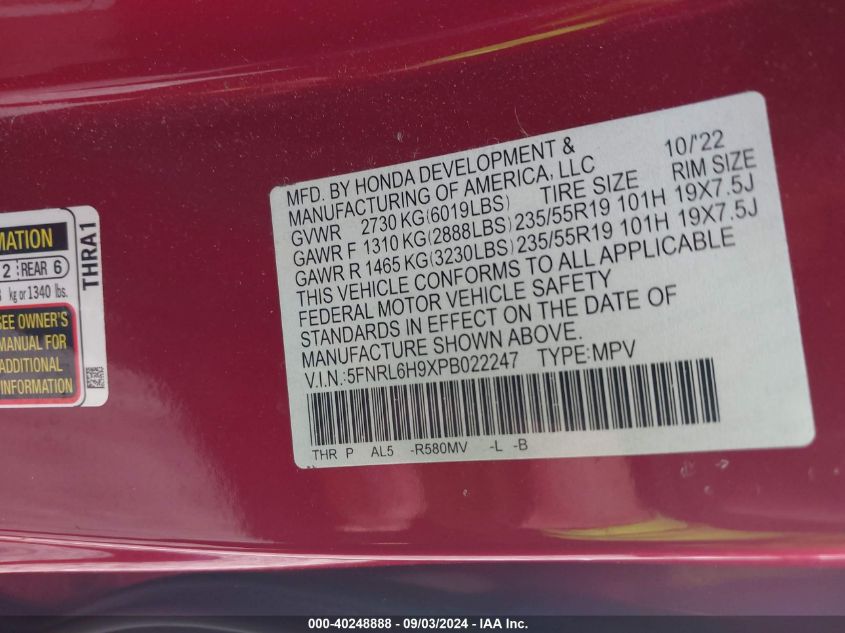 MFD. BY HONDA DEVELOPMENT & 10/'22
MANUFACTURING OF AMERICA, LLC
GVWR 2730 KG(6019LBS) TIRE SIZE RIM SIZE
GAWR F 1310 KG(2888LBS) 235/55R19 101H 19X7.5J
GAWR R 1465 KG(3230LBS) 235/55R19 101H 19X7.5J
THIS VEHICLE CONFORMS TO ALL APPLICABLE
FEDERAL MOTOR VEHICLE SAFETY
STANDARDS IN EFFECT ON THE DATE OF
MANUFACTURE SHOWN ABOVE.
V.I.N.:5FNRL6H9XPB022247 TYPE:MPV
THR P AL5 -R580MV -L -B
MATION
2 REAR 6
kg or 1340 lbs.
SEE OWNER'S
MANUAL FOR
ADDITIONAL
INFORMATION
THRA1
000-40248888 - 09/03/2024 - IAA Inc.